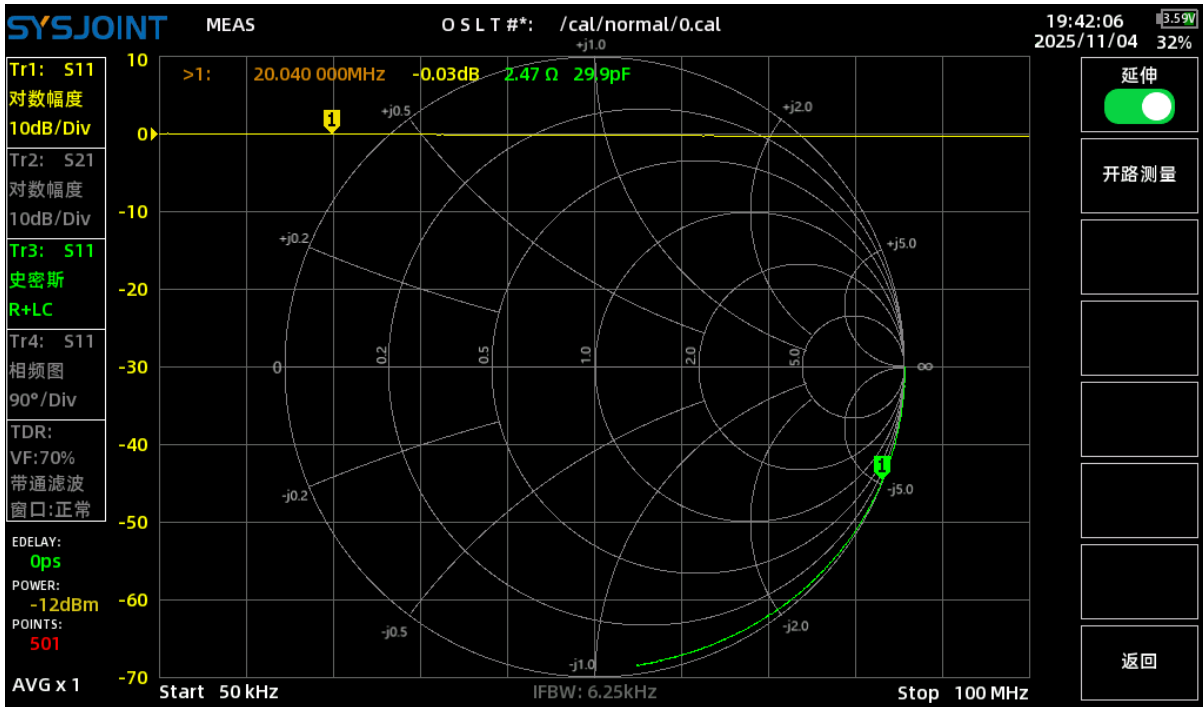 SYSJOINT MEAS O S L T #*: /cal/normal/0.cal 19:42:06 3.59V
2025/11/04 32%
Tr1: S11
对数幅度
10dB/Div
Tr2: S21
对数幅度
10dB/Div
Tr3: S11
史密斯
R+LC
Tr4: S11
相频图
90°/Div
TDR:
VF:70%
带通滤波
窗口:正常
EDELAY:
0ps
POWER:
-12dBm
POINTS:
501
AVG x 1
>1: 20.040 000MHz -0.03dB 2.47 Ω 29.9pF
10
0
-10
-20
-30
-40
-50
-60
-70
+j1.0
+j0.5
+j2.0
+j0.2
+j5.0
0
0.2
0.5
1.0
2.0
5.0
∞
1
1
-j5.0
-j0.2
-j0.5
-j2.0
-j1.0
Start 50 kHz IFBW: 6.25kHz Stop 100 MHz
延伸
开路测量
返回